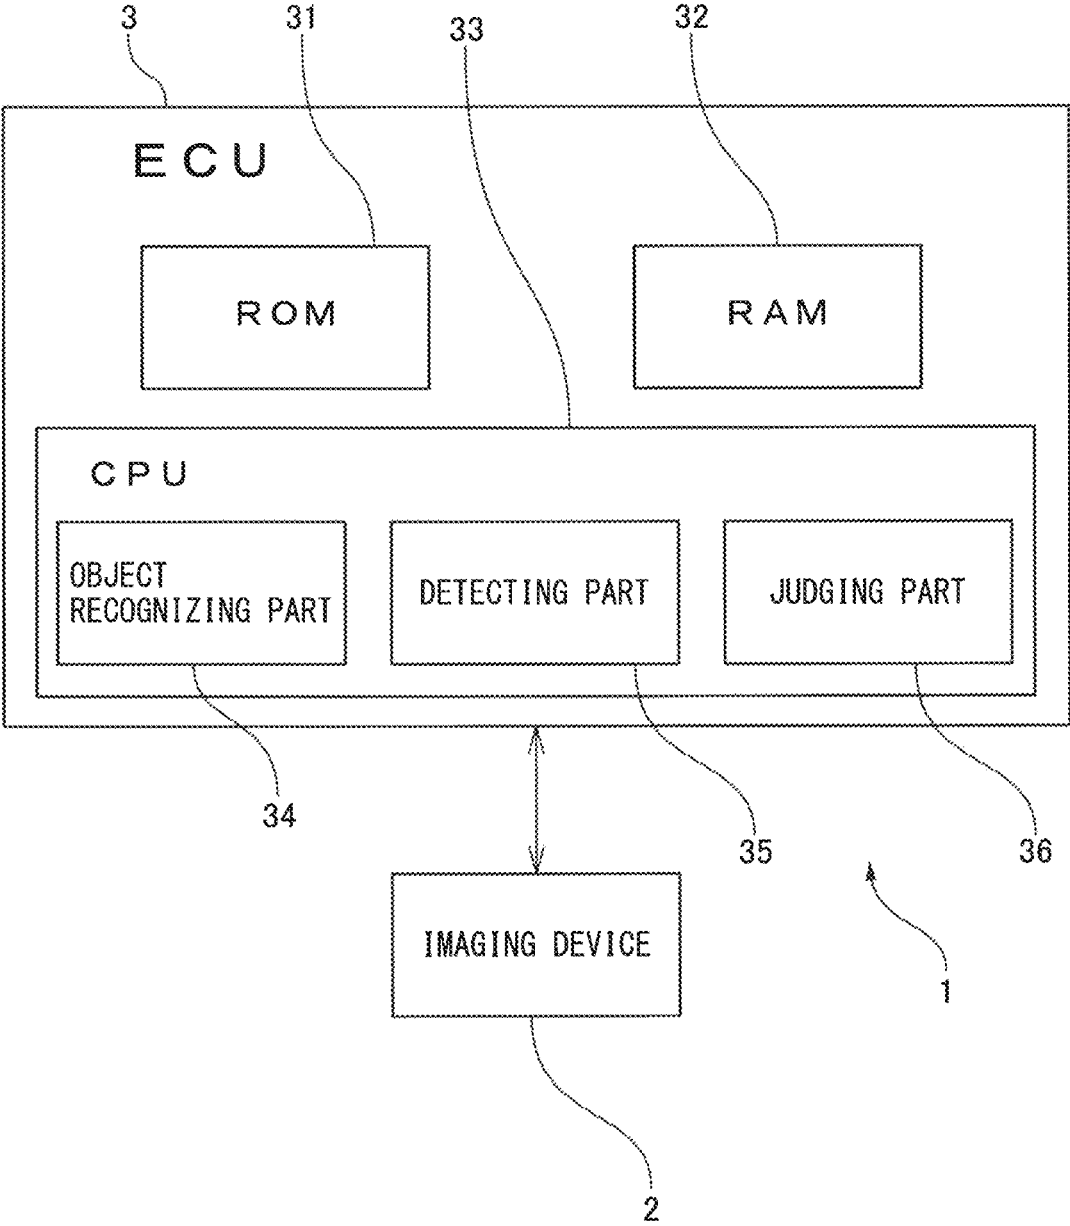 3
31
33
32
ECU
ROM
RAM
CPU
OBJECT
RECOGNIZING PART
DETECTING PART
JUDGING PART
34
35
36
IMAGING DEVICE
1
2